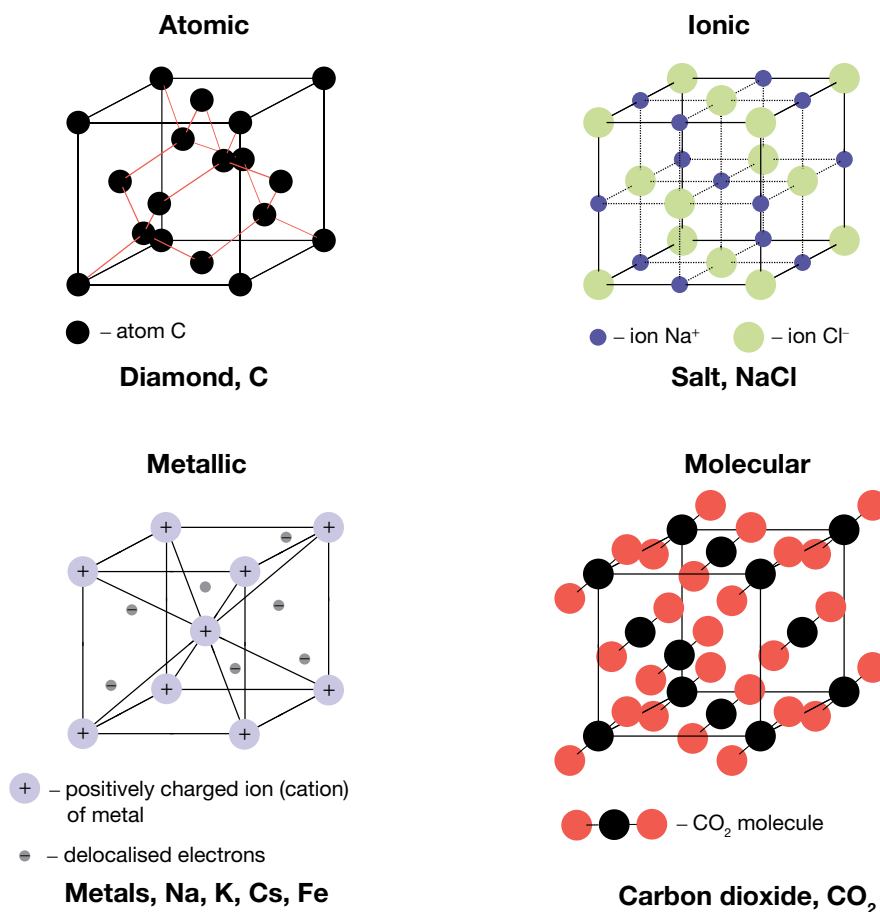 Atomic
Ionic
– atom C
– ion Na⁺
– ion Cl⁻
Diamond, C
Salt, NaCl
Metallic
Molecular
+ – positively charged ion (cation)
of metal
– delocalised electrons
– CO₂ molecule
Metals, Na, K, Cs, Fe
Carbon dioxide, CO₂